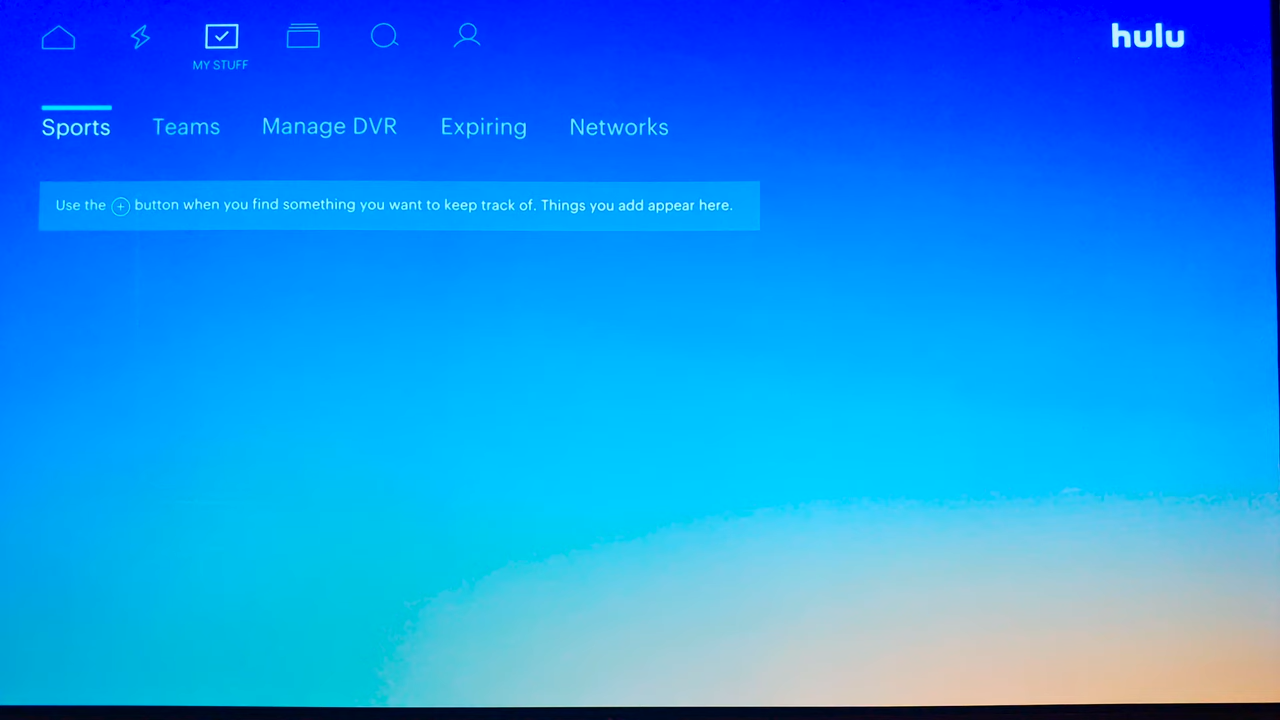 hulu
MY STUFF
Sports Teams Manage DVR Expiring Networks
Use the + button when you find something you want to keep track of. Things you add appear here.